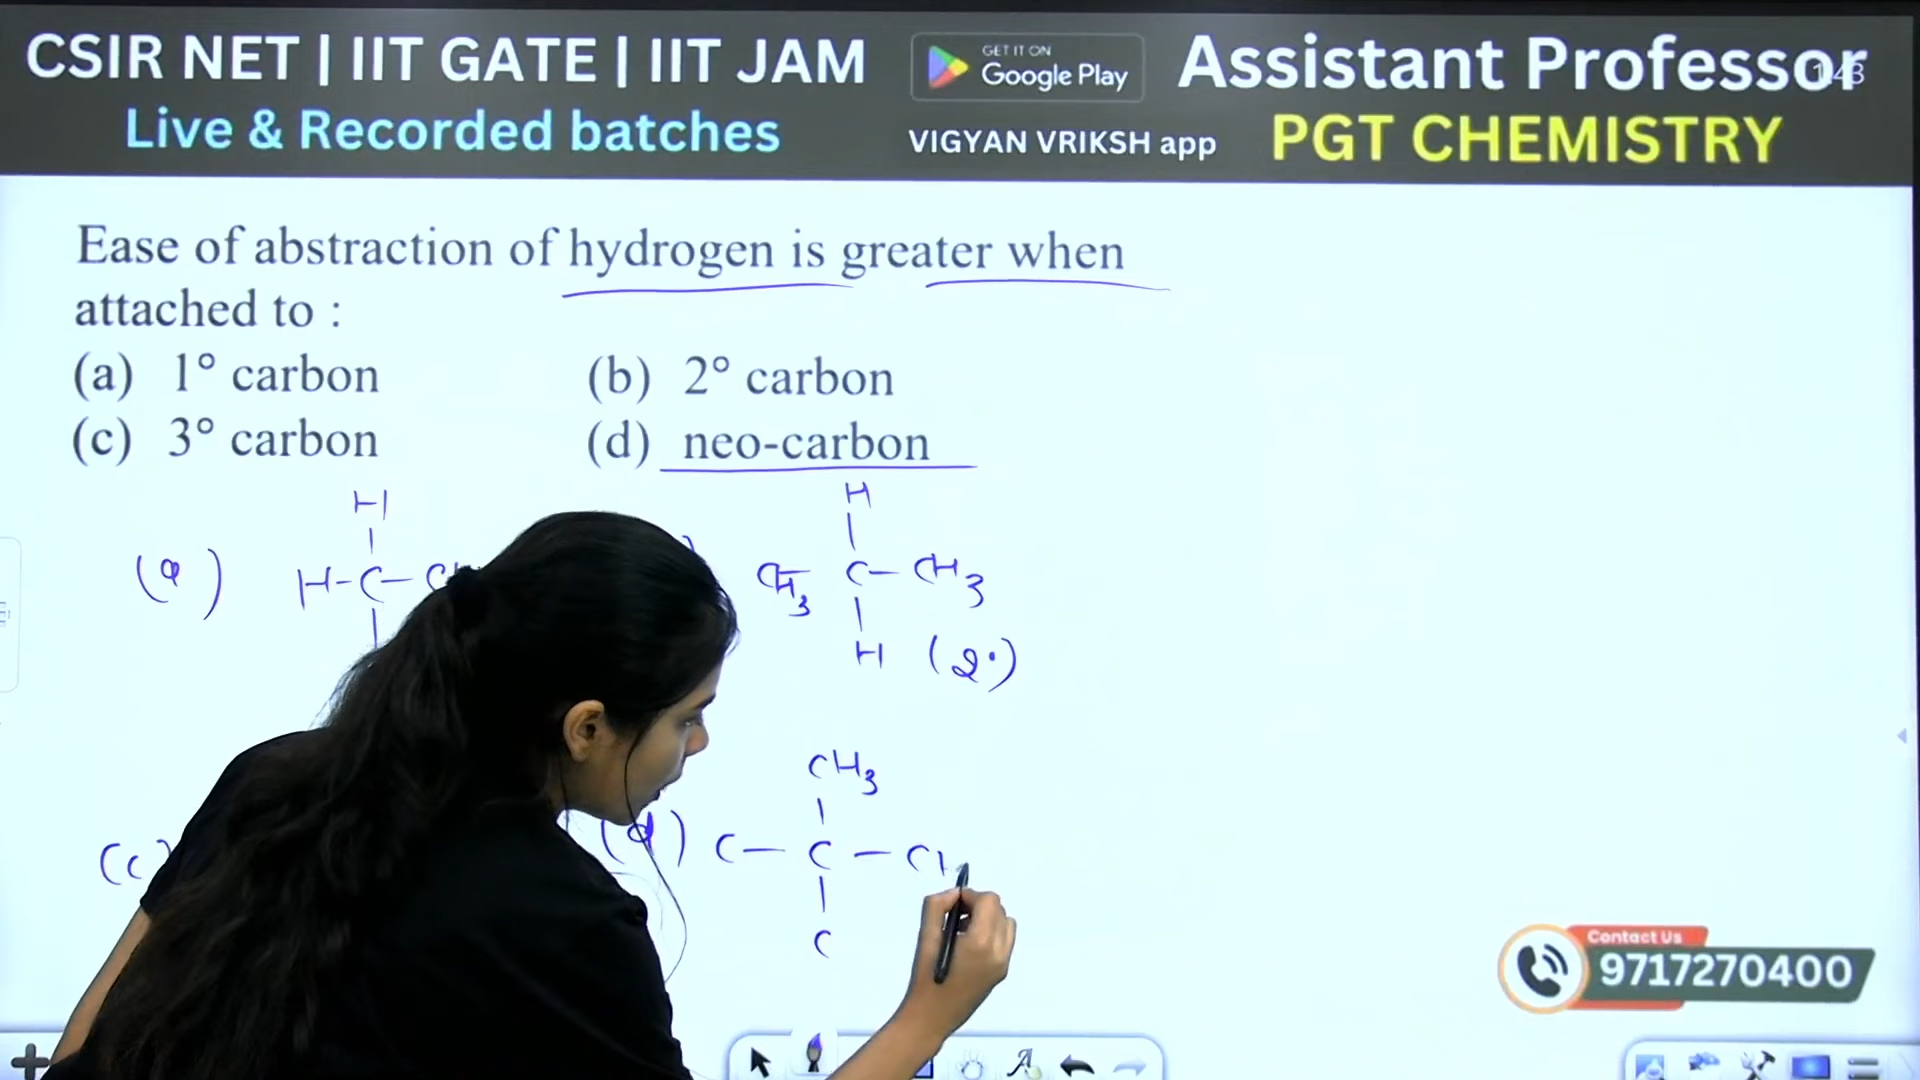 CSIR NET | IIT GATE | IIT JAM
Live & Recorded batches
GET IT ON
Google Play
VIGYAN VRIKSH app
Assistant Professor
PGT CHEMISTRY
Ease of abstraction of hydrogen is greater when
attached to :
(a) 1° carbon
(b) 2° carbon
(c) 3° carbon
(d) neo-carbon
H
(a) H-C-
H
CH3 C-CH3
H (2°)
(c)
CH3
(d) C-C-
C
Contact Us
9717270400